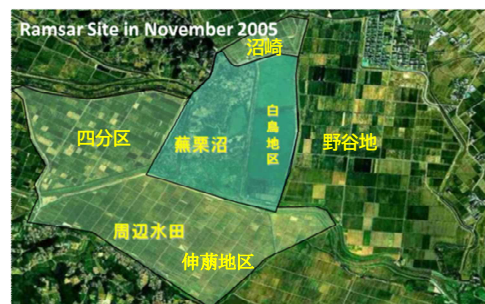 Ramsar Site in November 2005
沼崎
四分区
蕪栗沼
白鳥地区
野谷地
周辺水田
伸萠地区